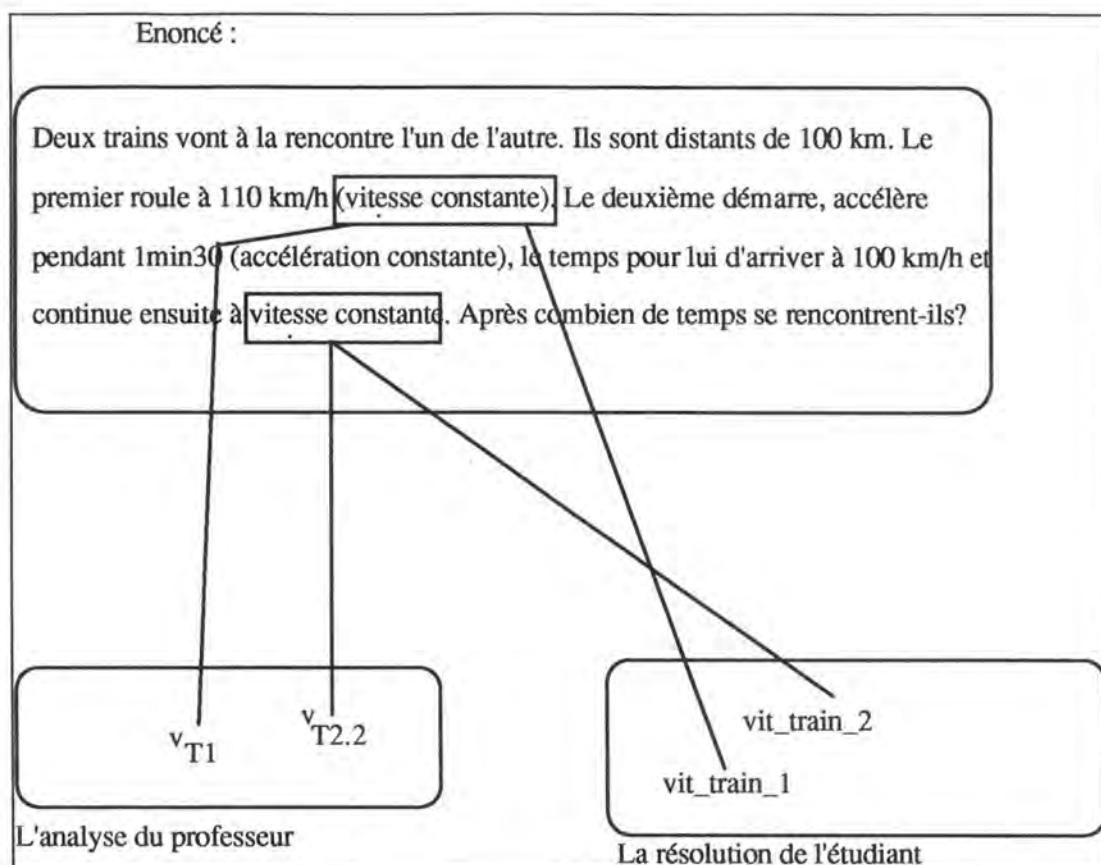 Enoncé :
Deux trains vont à la rencontre l'un de l'autre. Ils sont distants de 100 km. Le
premier roule à 110 km/h (vitesse constante). Le deuxième démarre, accélère
pendant 1min30 (accélération constante), le temps pour lui d'arriver à 100 km/h et
continue ensuite à vitesse constante. Après combien de temps se rencontrent-ils?
v T1
v T2.2
vit_train_2
vit_train_1
L'analyse du professeur
La résolution de l'étudiant